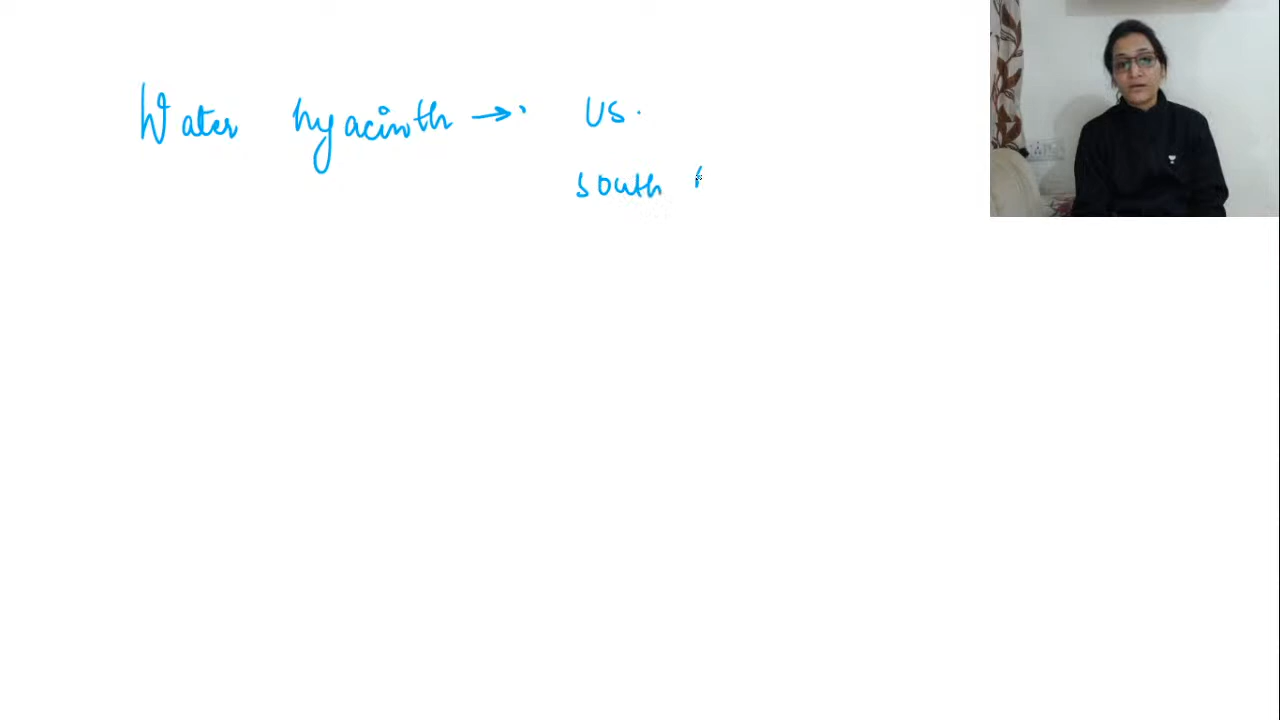 Water hyacinth → US.
South